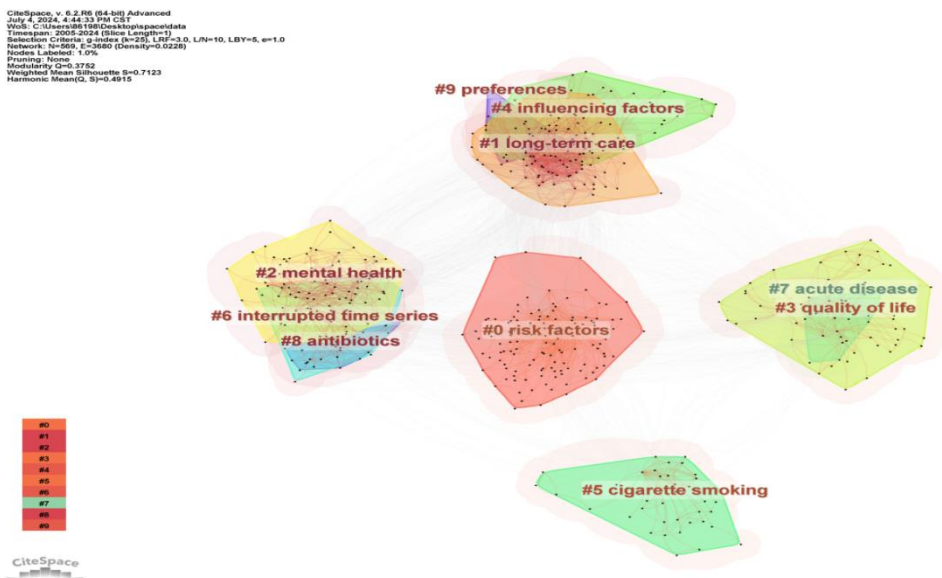 CiteSpace, v. 6.2.R6 (64-bit) Advanced
July 4, 2024, 4:44:33 PM CST
WoS: C:\Users\86198\Desktop\space\data
Timespan: 2005-2024 (Slice Length=1)
Selection Criteria: g-index (k=25), LRF=3.0, L/N=10, LBY=5, e=1.0
Network: N=569, E=3680 (Density=0.0228)
Nodes Labeled: 1.0%
Pruning: None
Modularity Q=0.3752
Weighted Mean Silhouette S=0.7123
Harmonic Mean(Q, S)=0.4915
#9 preferences
#4 influencing factors
#1 long-term care
#2 mental health
#6 interrupted time series
#8 antibiotics
#0 risk factors
#7 acute disease
#3 quality of life
#5 cigarette smoking
#0
#1
#2
#3
#4
#5
#6
#7
#8
#9
CiteSpace